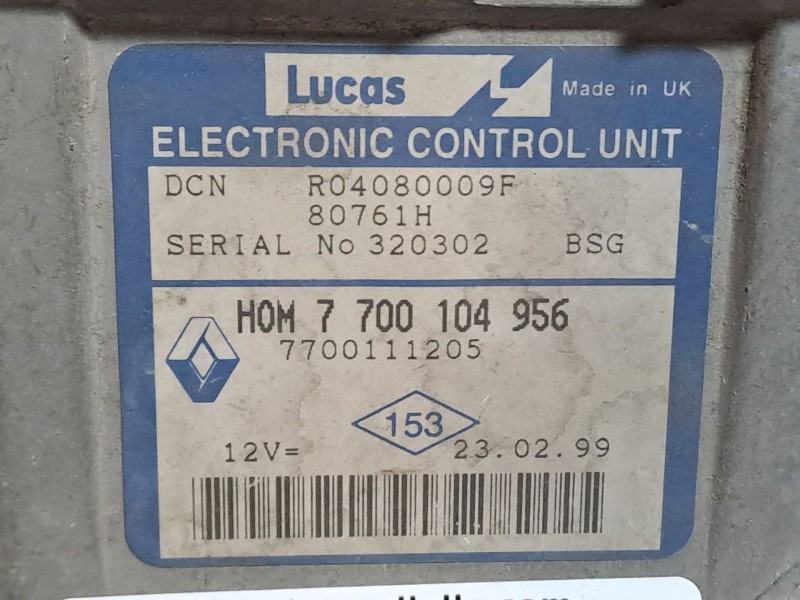 Lucas Made in UK
ELECTRONIC CONTROL UNIT
DCN R04080009F
80761H
SERIAL No 320302 BSG
HOM 7 700 104 956
7700111205
153
12V= 23.02.99